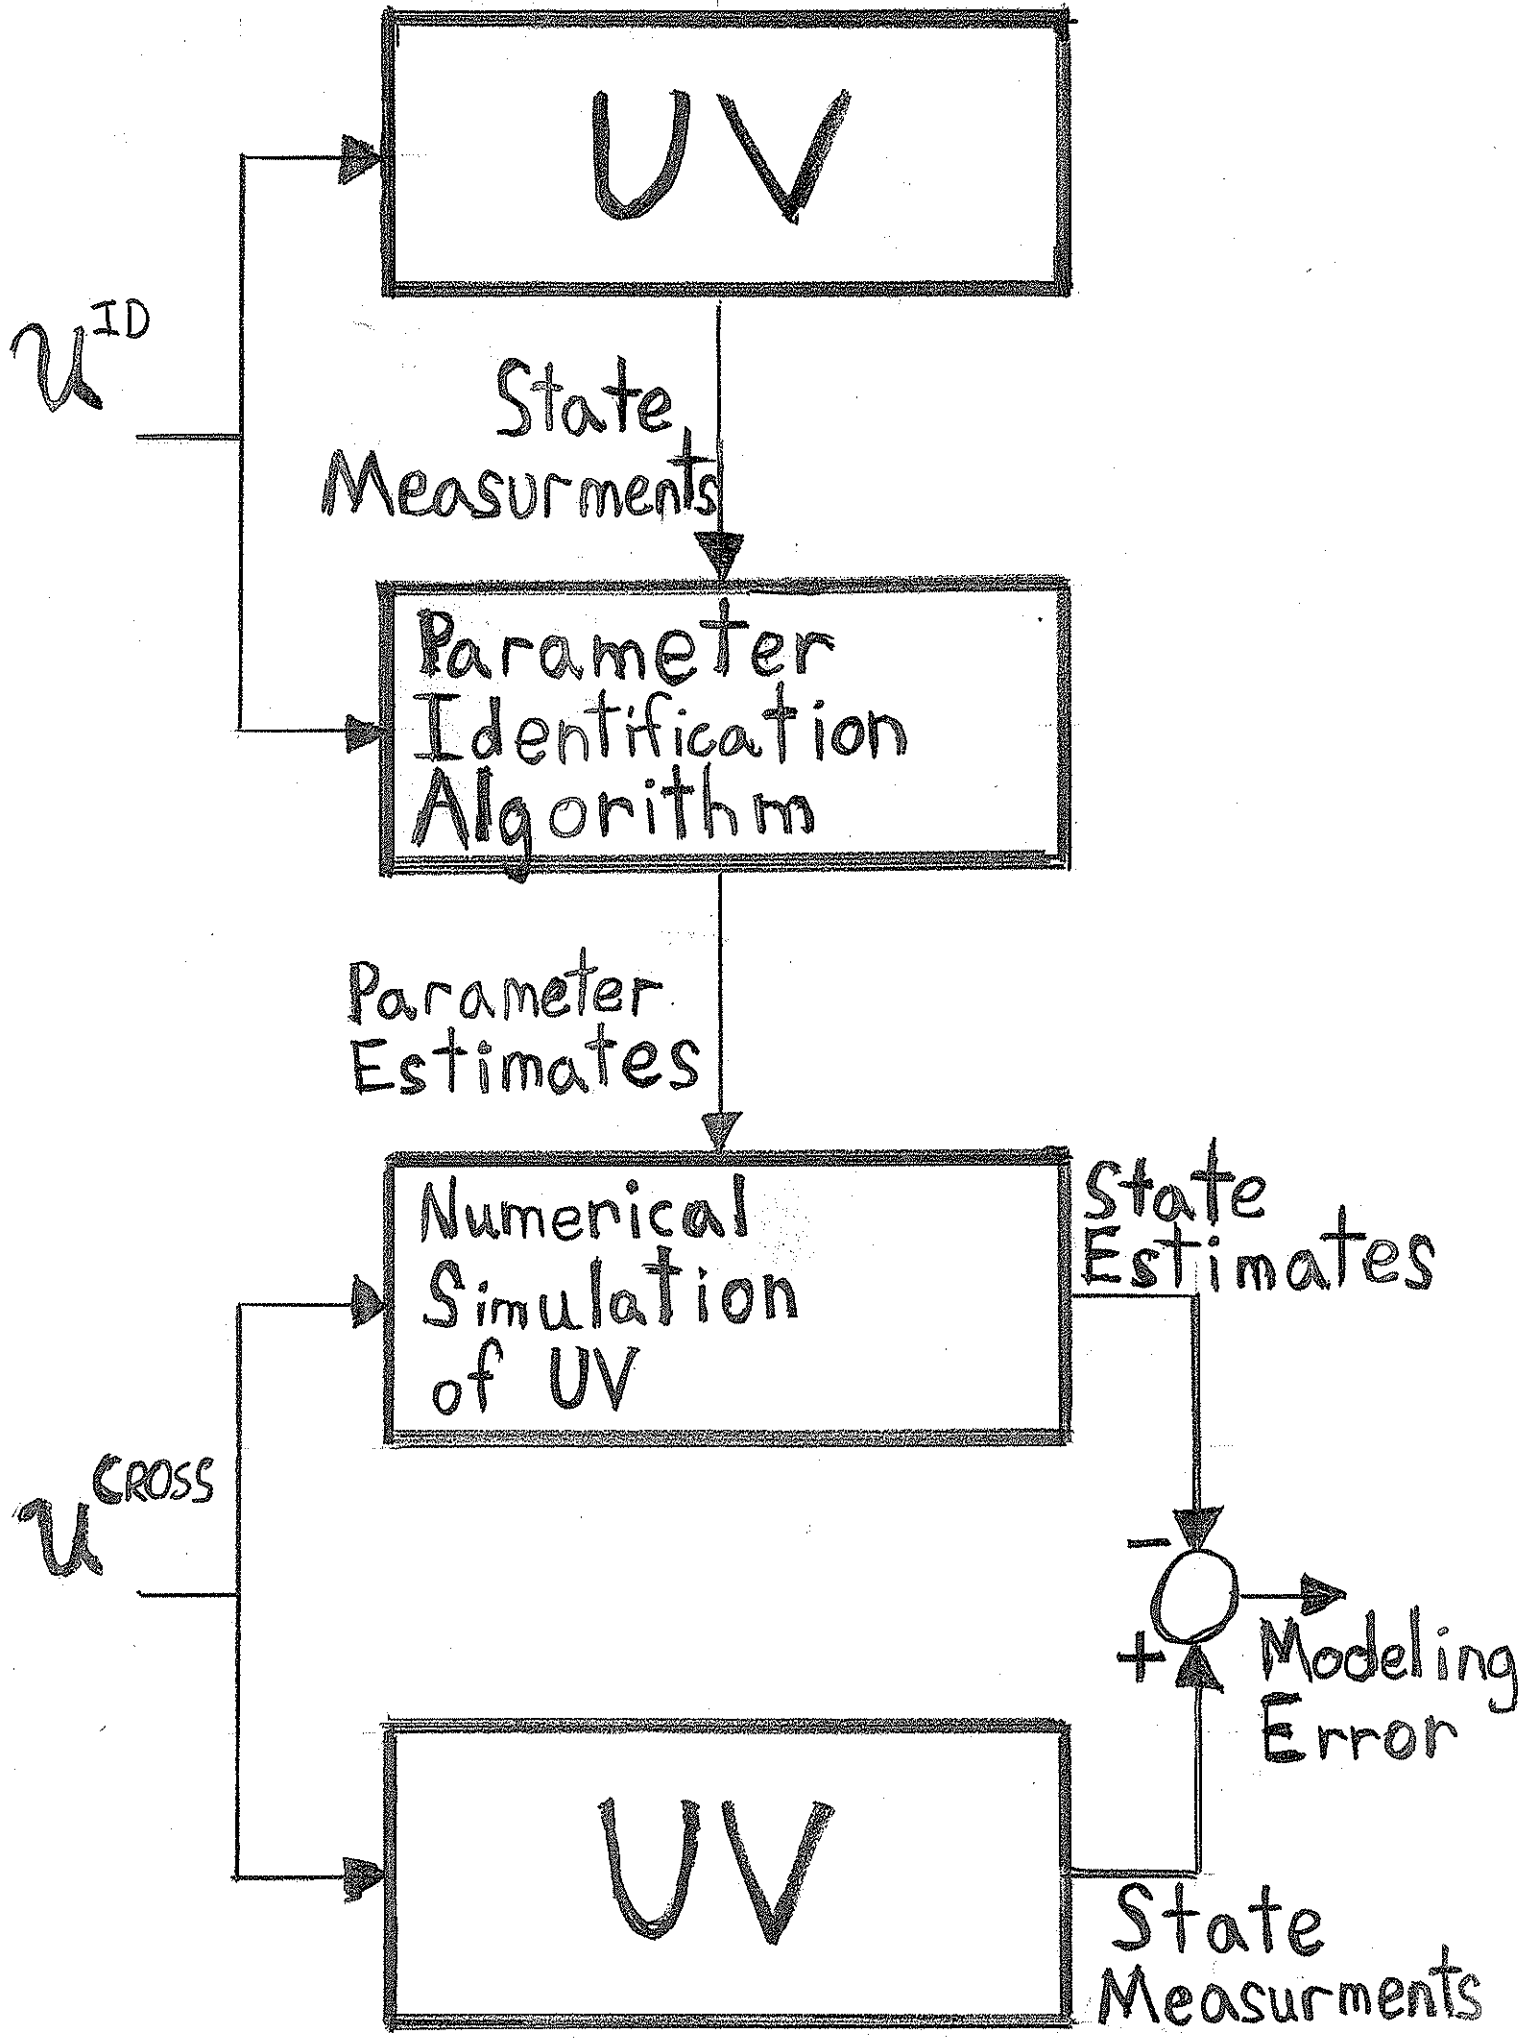 UV
u^ID
State
Measurments
Parameter
Identification
Algorithm
Parameter
Estimates
Numerical
Simulation
of UV
State
Estimates
u^CROSS
-
+
Modeling
Error
UV
State
Measurments